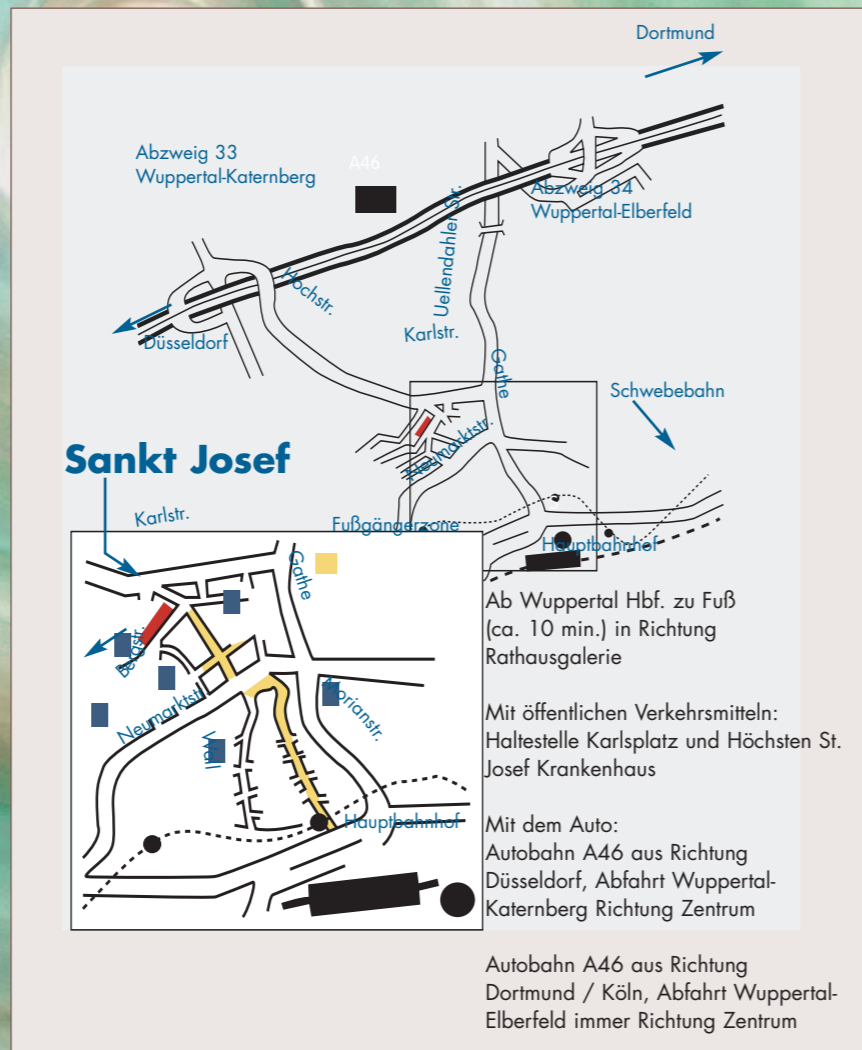 Dortmund
Abzweig 33
Wuppertal-Katernberg
A46
Abzweig 34
Wuppertal-Elberfeld
Uellendahler Str.
Hochstr.
Karlstr.
Düsseldorf
Gathe
Schwebebahn
Neumarktstr.
Sankt Josef
Karlstr.
Fußgängerzone
Hauptbahnhof
Gathe
Bergstr.
Neumarktstr.
Morianstr.
Wall
Hauptbahnhof
Ab Wuppertal Hbf. zu Fuß
(ca. 10 min.) in Richtung
Rathausgalerie
Mit öffentlichen Verkehrsmitteln:
Haltestelle Karlsplatz und Höchsten St.
Josef Krankenhaus
Mit dem Auto:
Autobahn A46 aus Richtung
Düsseldorf, Abfahrt Wuppertal-
Katernberg Richtung Zentrum
Autobahn A46 aus Richtung
Dortmund / Köln, Abfahrt Wuppertal-
Elberfeld immer Richtung Zentrum